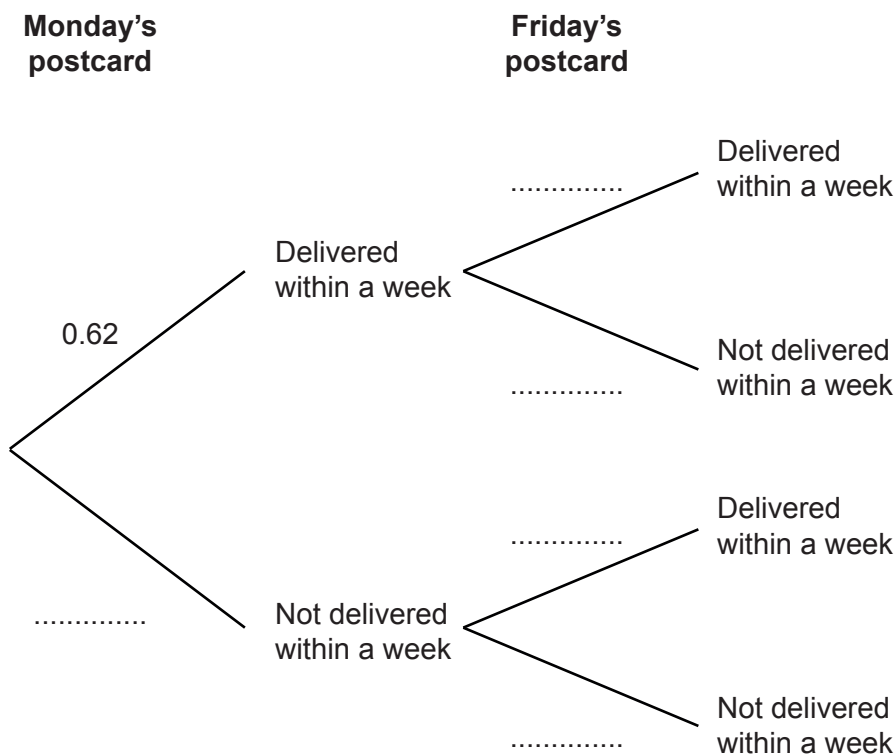 Monday’s
postcard
Friday’s
postcard
Delivered
within a week
..............
Delivered
within a week
0.62
Not delivered
within a week
..............
Delivered
within a week
..............
Not delivered
within a week
..............
Not delivered
within a week
..............